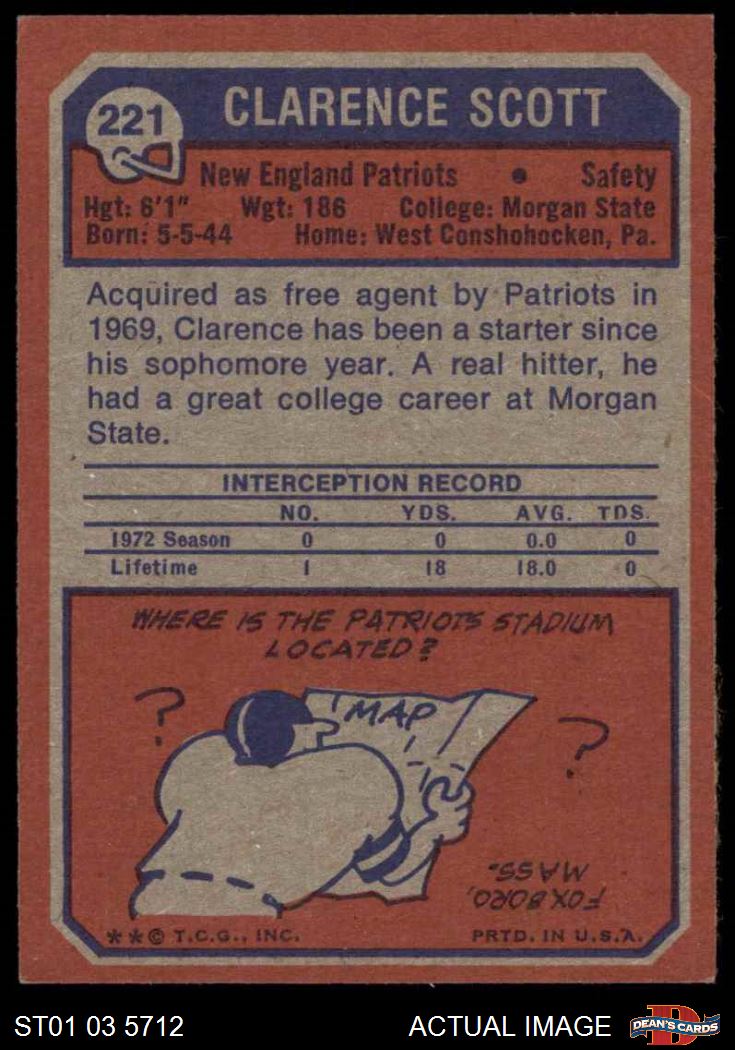 221
CLARENCE SCOTT
New England Patriots • Safety
Hgt: 6'1" Wgt: 186 College: Morgan State
Born: 5-5-44 Home: West Conshohocken, Pa.
Acquired as free agent by Patriots in
1969, Clarence has been a starter since
his sophomore year. A real hitter, he
had a great college career at Morgan
State.
INTERCEPTION RECORD
NO. YDS. AVG. TDS.
1972 Season 0 0 0.0 0
Lifetime 1 18 18.0 0
WHERE IS THE PATRIOTS STADIUM
LOCATED?
? MAP ?
FOXBORO,
MASS.
**© T.C.G., INC. PRTD. IN U.S.A.
ST01 03 5712 ACTUAL IMAGE
D
DEAN'S CARDS